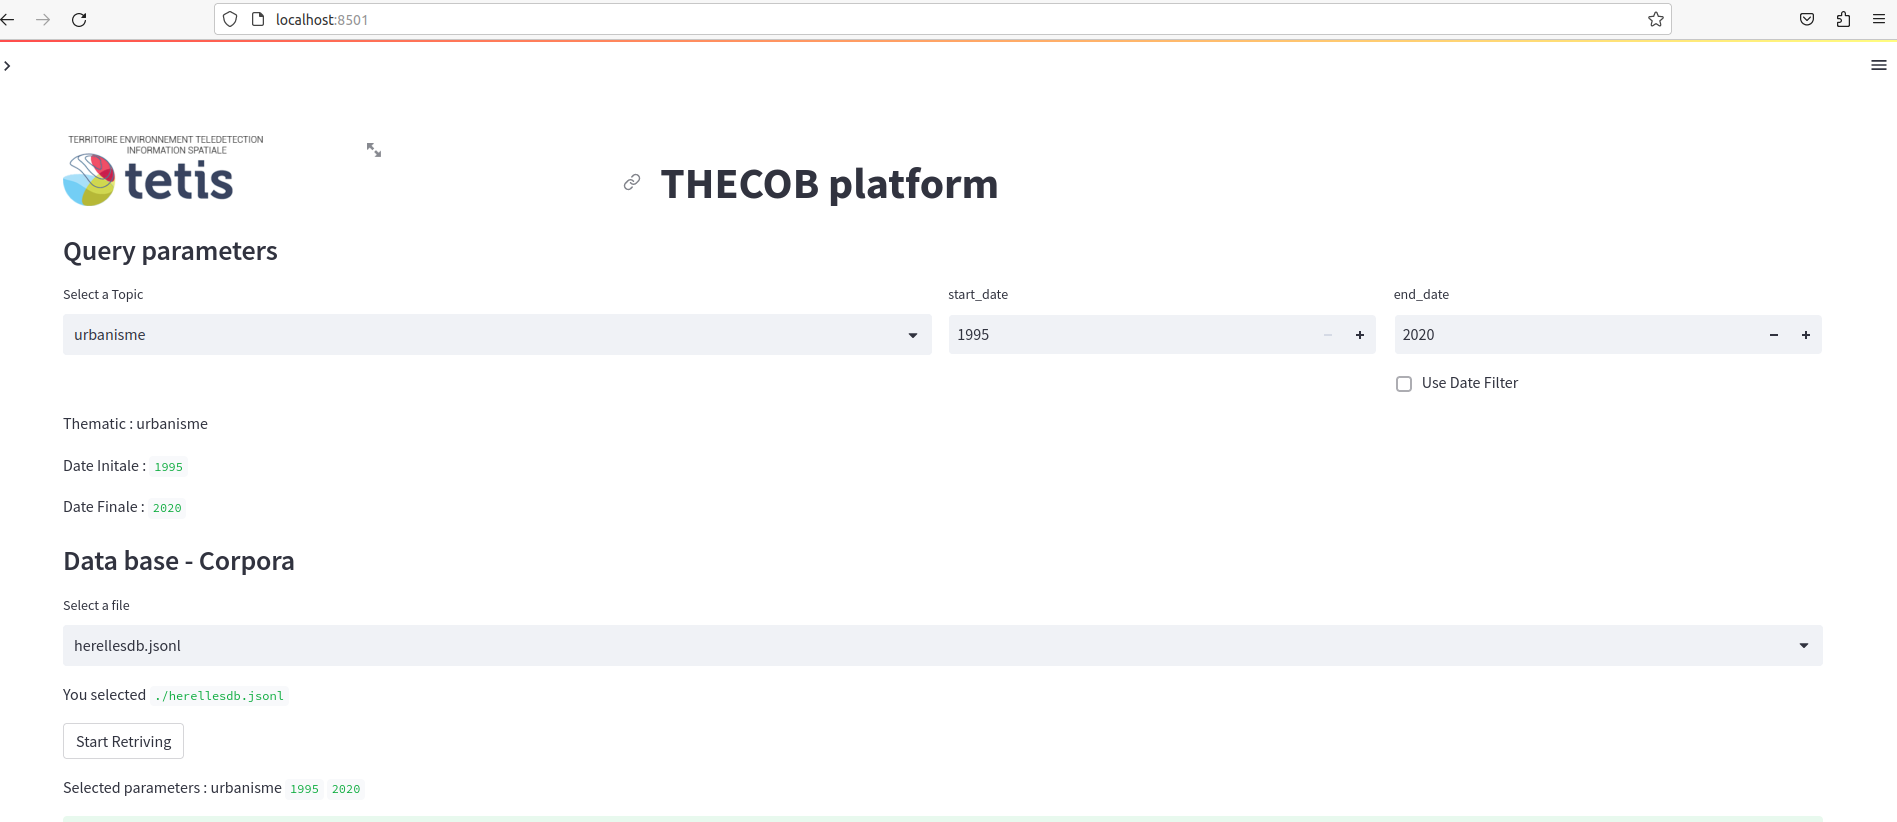 localhost:8501
TERRITOIRE ENVIRONNEMENT TELEDETECTION
INFORMATION SPATIALE
tetis
THECOB platform
Query parameters
Select a Topic
start_date
end_date
urbanisme
1995
2020
Use Date Filter
Thematic : urbanisme
Date Initale : 1995
Date Finale : 2020
Data base - Corpora
Select a file
herellesdb.jsonl
You selected ./herellesdb.jsonl
Start Retriving
Selected parameters : urbanisme 1995 2020